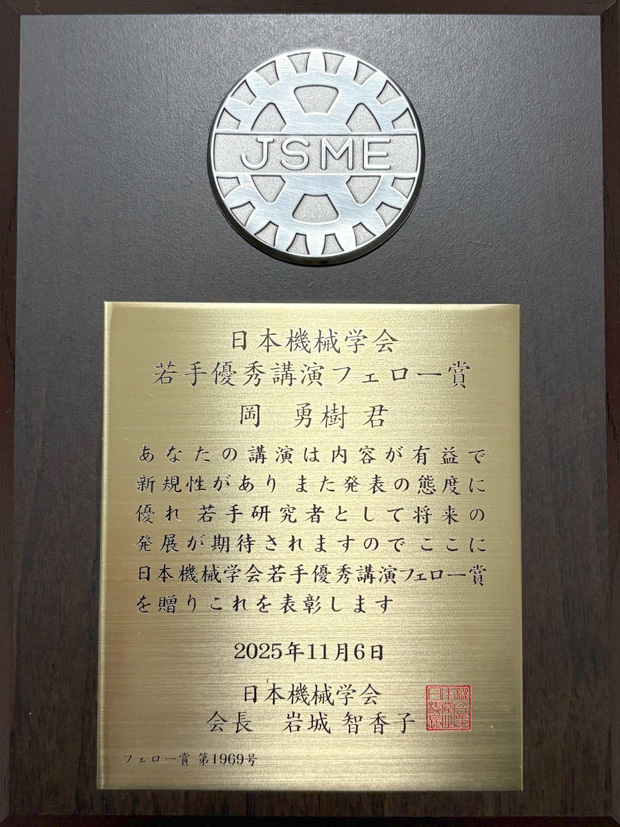 JSME
日本機械学会
若手優秀講演フェロー賞
岡 勇樹 君
あなたの講演は内容が有益で
新規性があり また発表の態度に
優れ 若手研究者として将来の
発展が期待されますのでここに
日本機械学会若手優秀講演フェロー賞
を贈りこれを表彰します
2025年11月6日
日本機械学会
会長 岩城 智香子
フェロー賞 第1969号